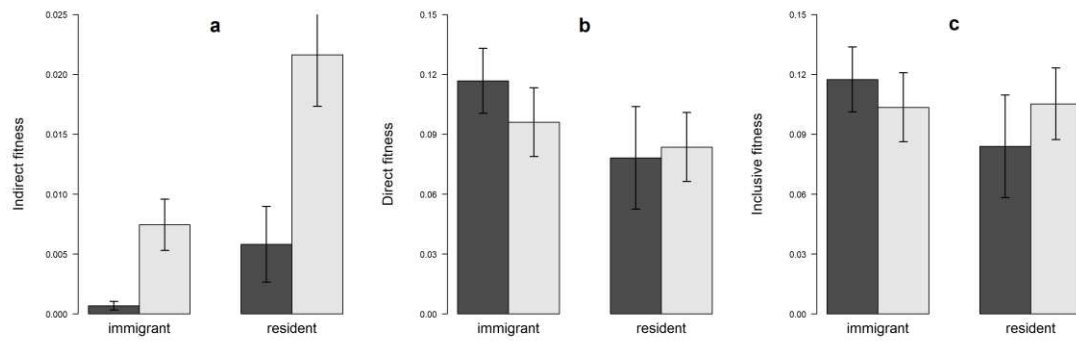 a
Indirect fitness
0.025
0.020
0.015
0.010
0.005
0.000
immigrant resident
b
Direct fitness
0.15
0.12
0.09
0.06
0.03
0.00
immigrant resident
c
Inclusive fitness
0.15
0.12
0.09
0.06
0.03
0.00
immigrant resident